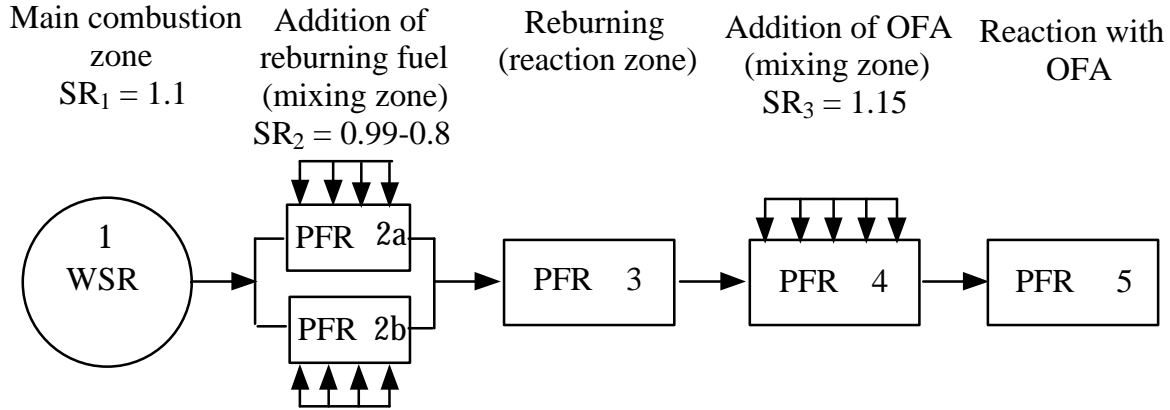 Main combustion
zone
SR₁ = 1.1
Addition of
reburning fuel
(mixing zone)
SR₂ = 0.99-0.8
Reburning
(reaction zone)
Addition of OFA
(mixing zone)
SR₃ = 1.15
Reaction with
OFA
1
WSR
PFR 2a
PFR 2b
PFR 3
PFR 4
PFR 5